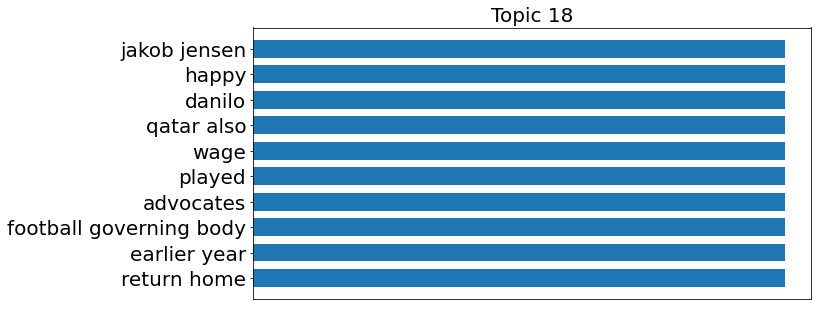 Topic 18
jakob jensen
happy
danilo
qatar also
wage
played
advocates
football governing body
earlier year
return home